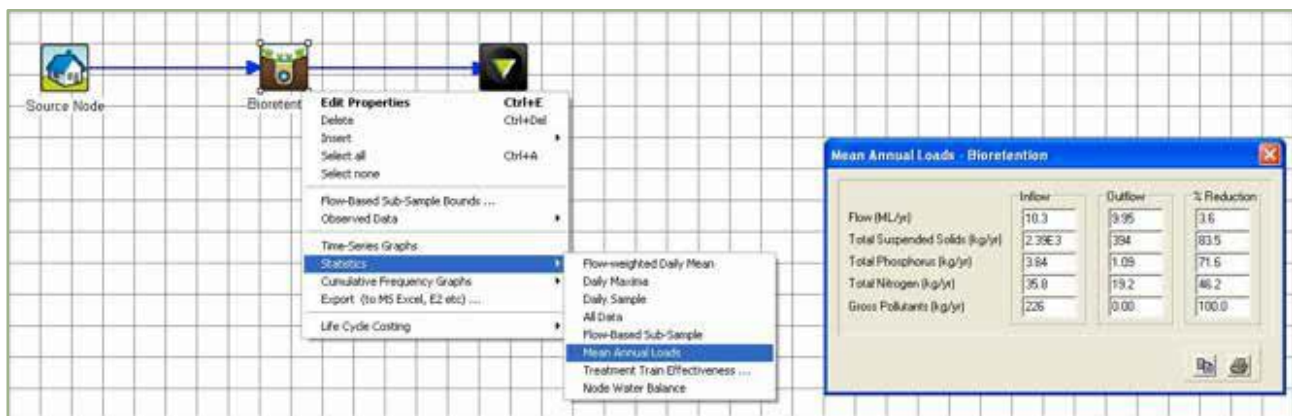 Source Node
Bioretent
Edit Properties Ctrl+E
Delete Ctrl+Del
Insert
Select all Ctrl+A
Select none
Flow-Based Sub-Sample Bounds ...
Observed Data
Time-Series Graphs
Statistics
Cumulative Frequency Graphs
Export (to MS Excel, E2 etc) ...
Life Cycle Costing
Flow-weighted Daily Mean
Daily Maxima
Daily Sample
All Data
Flow-Based Sub-Sample
Mean Annual Loads
Treatment Train Effectiveness ...
Node Water Balance
Mean Annual Loads - Bioretention
Inflow Outflow % Reduction
Flow (ML/yr) 10.3 9.95 3.6
Total Suspended Solids (kg/yr) 2.39E3 394 83.5
Total Phosphorus (kg/yr) 3.84 1.09 71.6
Total Nitrogen (kg/yr) 35.8 19.2 46.2
Gross Pollutants (kg/yr) 226 0.00 100.0